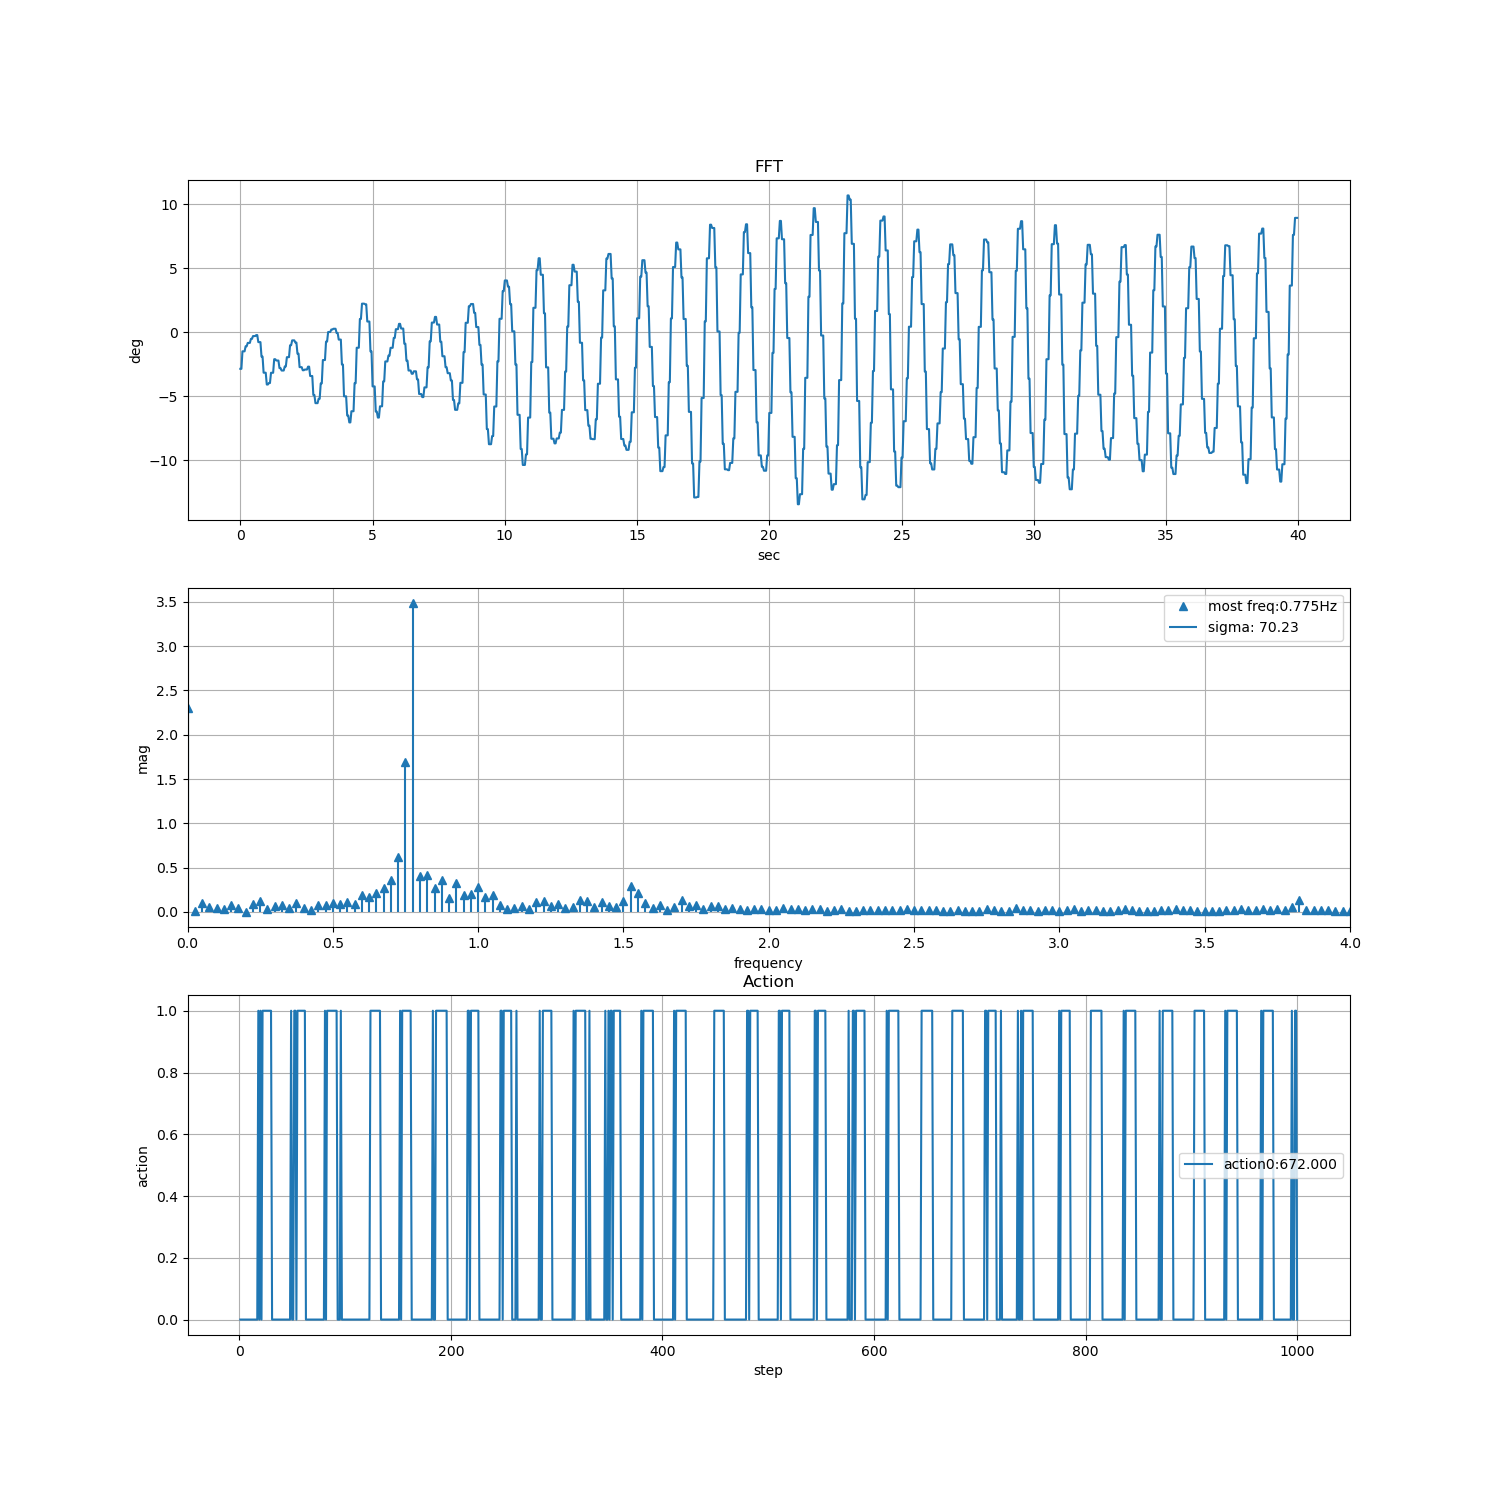 FFT
10
5
0
−5
−10
deg
0 5 10 15 20 25 30 35 40
sec
3.5
3.0
2.5
2.0
1.5
1.0
0.5
0.0
mag
most freq:0.775Hz
sigma: 70.23
0.0 0.5 1.0 1.5 2.0 2.5 3.0 3.5 4.0
frequency
Action
1.0
0.8
0.6
0.4
0.2
0.0
action
action0:672.000
0 200 400 600 800 1000
step